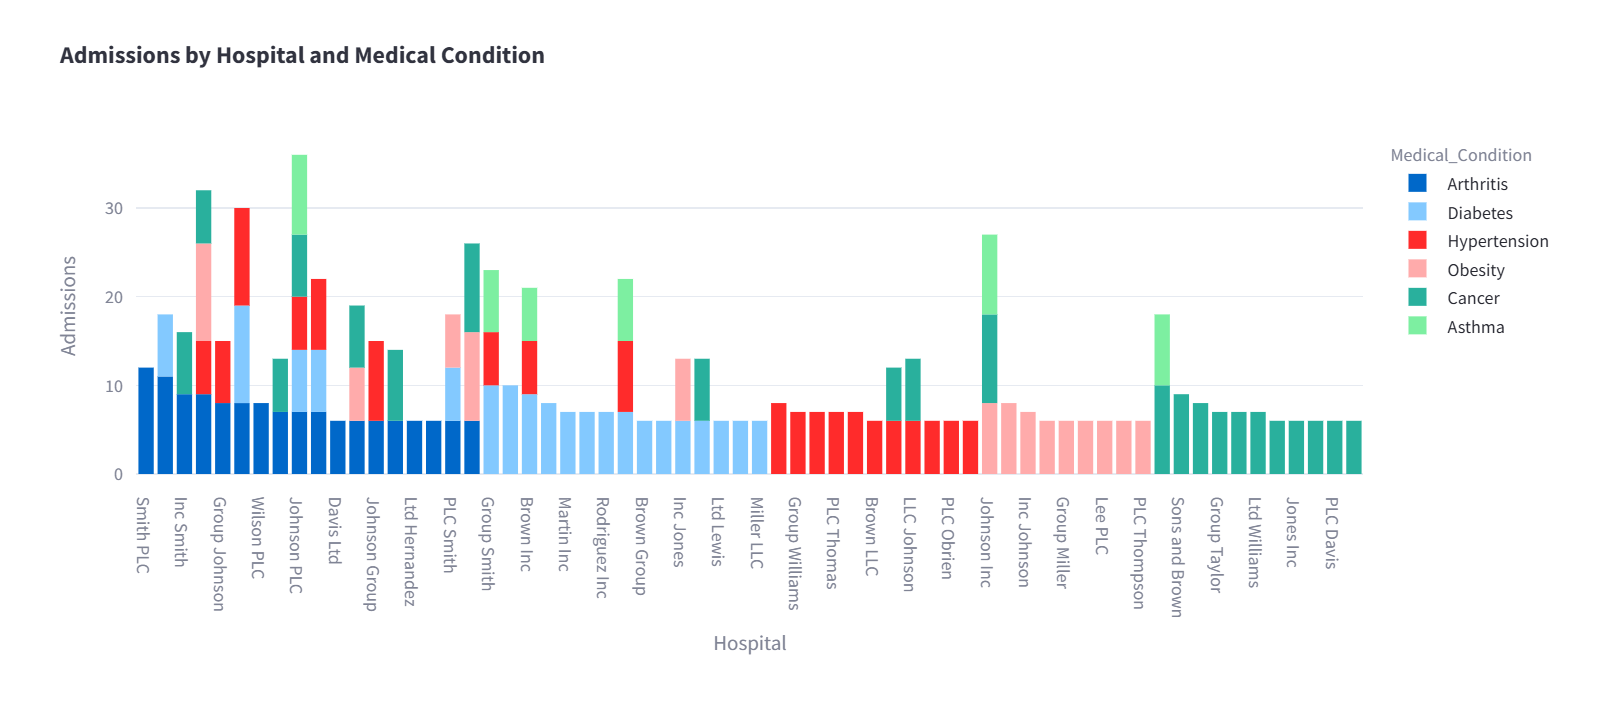 Admissions by Hospital and Medical Condition
Medical_Condition
Arthritis
Diabetes
Hypertension
Obesity
Cancer
Asthma
Admissions
30
20
10
0
Smith PLC
Inc Smith
Group Johnson
Wilson PLC
Johnson PLC
Davis Ltd
Johnson Group
Ltd Hernandez
PLC Smith
Group Smith
Brown Inc
Martin Inc
Rodriguez Inc
Brown Group
Inc Jones
Ltd Lewis
Miller LLC
Group Williams
PLC Thomas
Brown LLC
LLC Johnson
PLC Obrien
Johnson Inc
Inc Johnson
Group Miller
Lee PLC
PLC Thompson
Sons and Brown
Group Taylor
Ltd Williams
Jones Inc
PLC Davis
Hospital